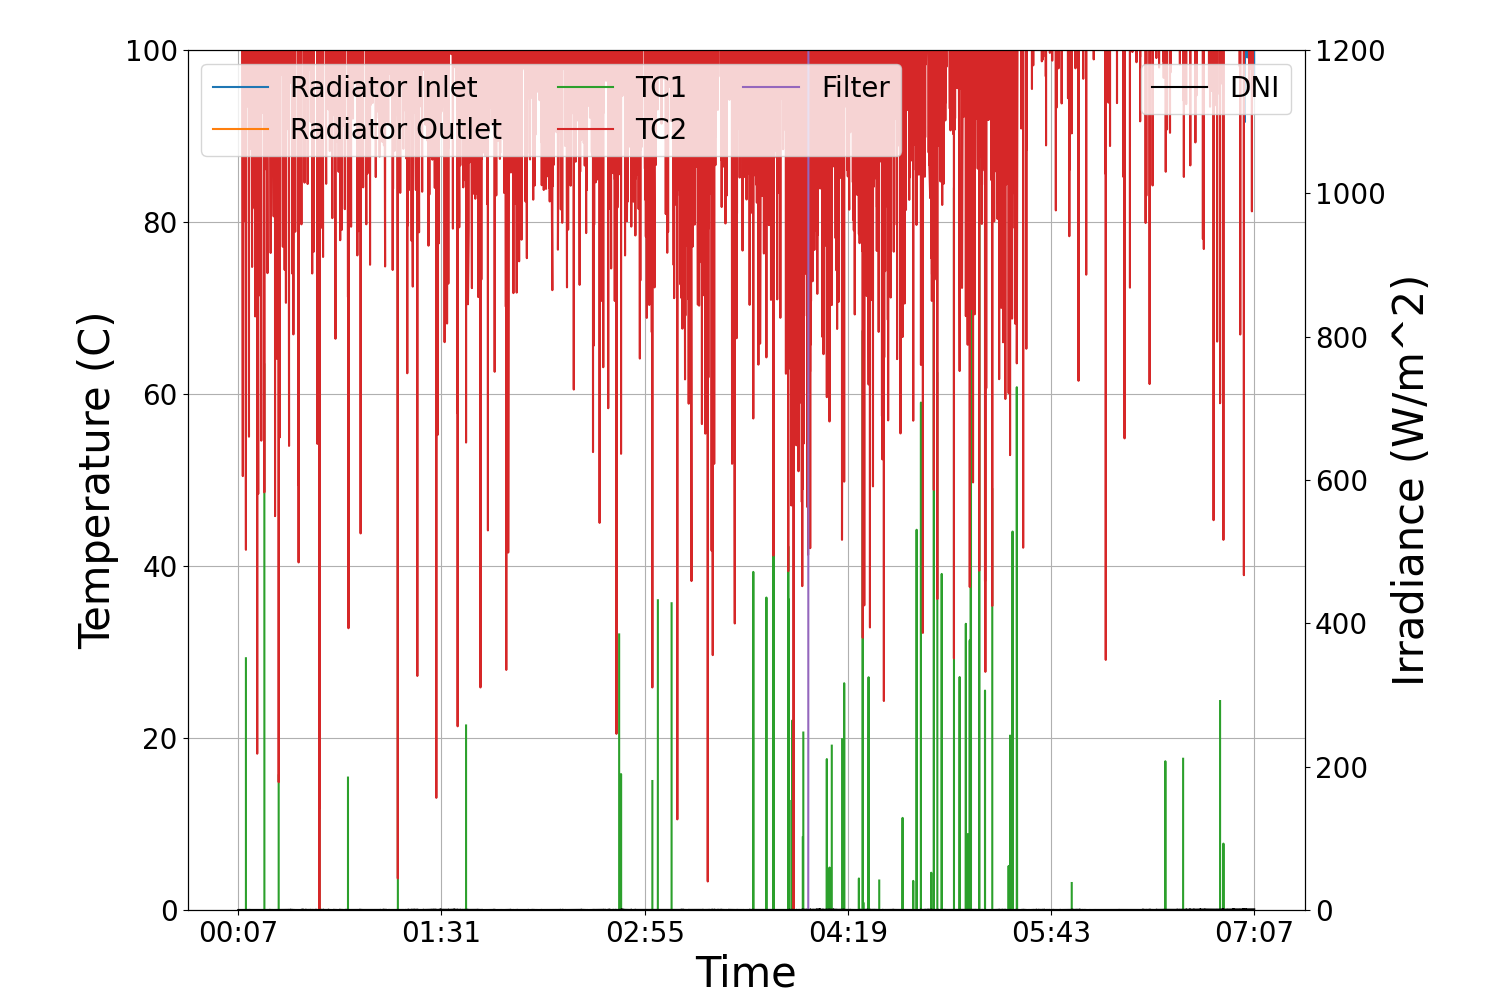 Temperature (C)
100
80
60
40
20
0
Radiator Inlet
Radiator Outlet
TC1
TC2
Filter
DNI
1200
1000
800
600
400
200
0
Irradiance (W/m^2)
00:07
01:31
02:55
04:19
05:43
07:07
Time